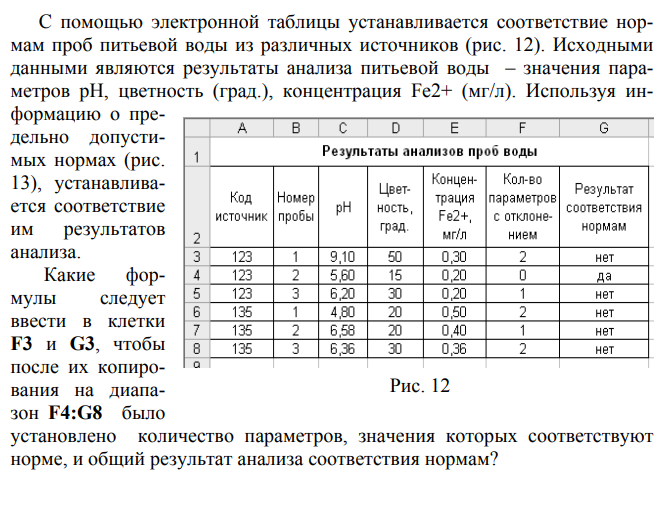 С помощью электронной таблицы устанавливается соответствие нор-
мам проб питьевой воды из различных источников (рис. 12). Исходными
данными являются результаты анализа питьевой воды – значения пара-
метров pH, цветность (град.), концентрация Fe2+ (мг/л). Используя ин-
формацию о пре-
дельно допусти-
мых нормах (рис.
13), устанавлива-
ется соответствие
им результатов
анализа.
Какие фор-
мулы следует
ввести в клетки
F3 и G3, чтобы
после их копиро-
вания на диапа-
зон F4:G8 было
A B C D E F G
1 Результаты анализов проб воды
2 Код источник Номер пробы pH Цвет-ность, град. Концен-трация Fe2+, мг/л Кол-во параметров с отклоне-нием Результат соответствия нормам
3 123 1 9,10 50 0,30 2 нет
4 123 2 5,60 15 0,20 0 да
5 123 3 6,20 30 0,20 1 нет
6 135 1 4,80 20 0,50 2 нет
7 135 2 6,58 20 0,40 1 нет
8 135 3 6,36 30 0,36 2 нет
9
Рис. 12
установлено количество параметров, значения которых соответствуют
норме, и общий результат анализа соответствия нормам?